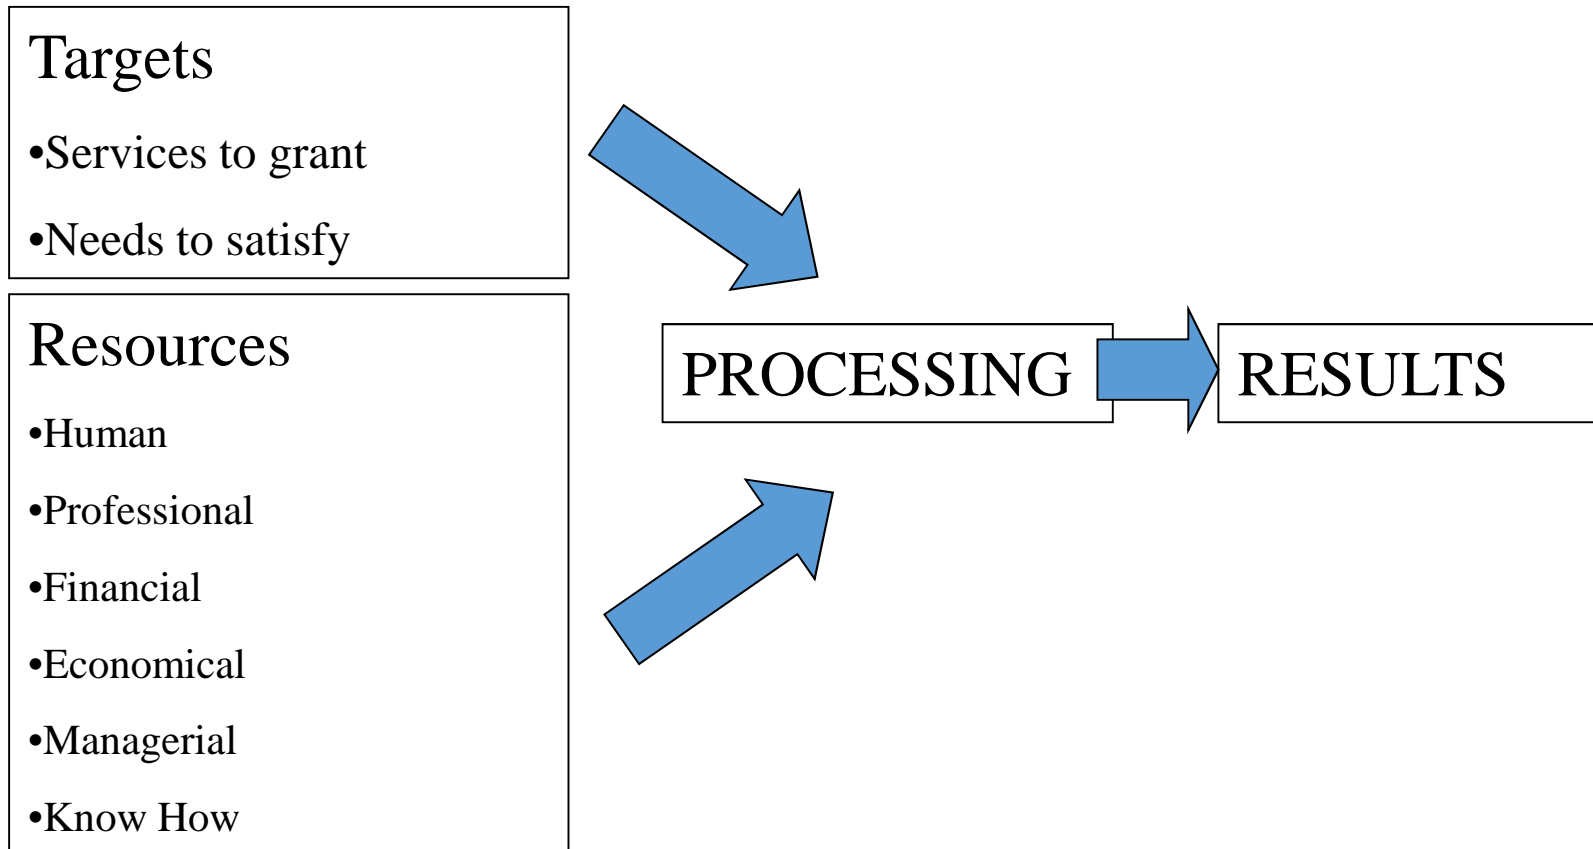 Targets
•Services to grant
•Needs to satisfy
Resources
•Human
•Professional
•Financial
•Economical
•Managerial
•Know How
PROCESSING
RESULTS